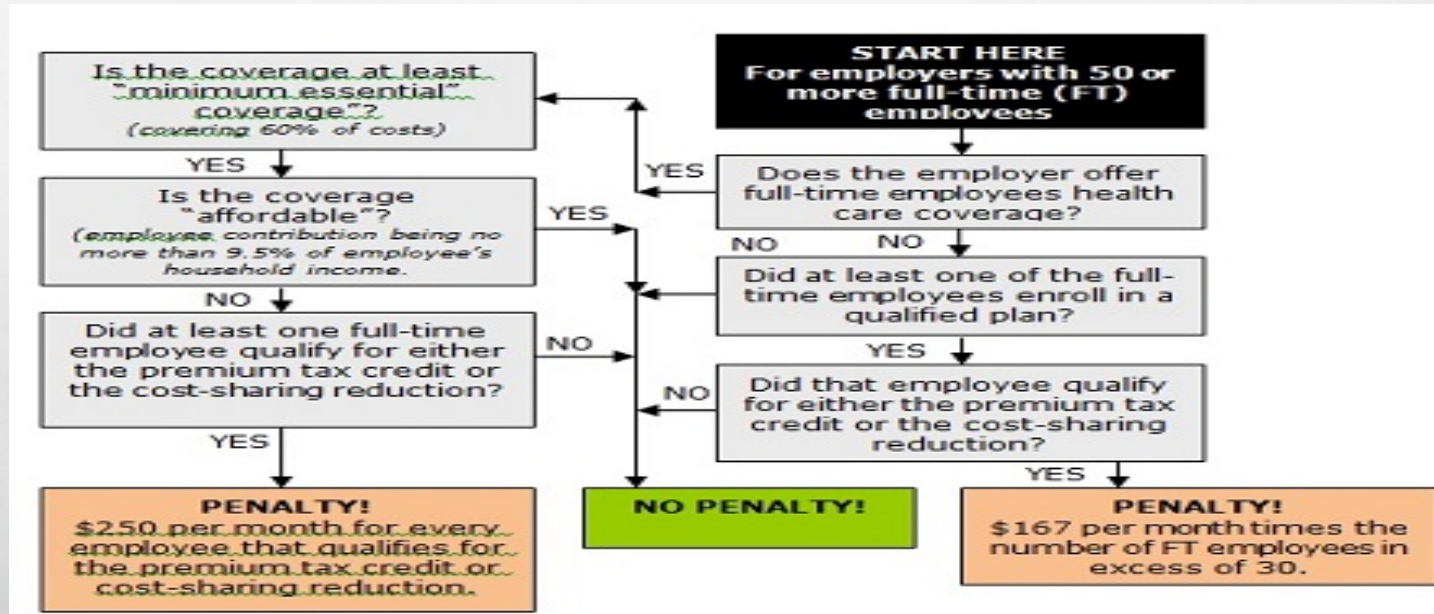 START HERE
For employers with 50 or
more full-time (FT)
employees
Does the employer offer
full-time employees health
care coverage?
YES
NO
NO
Did at least one of the full-
time employees enroll in a
qualified plan?
YES
Did that employee qualify
for either the premium tax
credit or the cost-sharing
reduction?
NO
YES
PENALTY!
$167 per month times the
number of FT employees in
excess of 30.
Is the coverage at least
“minimum essential”
coverage”?
(covering 60% of costs)
YES
Is the coverage
“affordable”?
(employee contribution being no
more than 9.5% of employee’s
household income.
YES
NO
Did at least one full-time
employee qualify for either
the premium tax credit or
the cost-sharing reduction?
NO
YES
PENALTY!
$250 per month for every
employee that qualifies for
the premium tax credit or
cost-sharing reduction.
NO PENALTY!